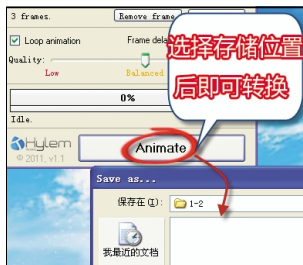 3 frames.
Remove frame
Loop animation
Frame dela
Quality:
Low
Balanced
0%
Idle.
选择存储位置
后即可转换
Hylem
© 2011, v1.1
Animate
Save as...
保存在(I):
1-2
我最近的文档